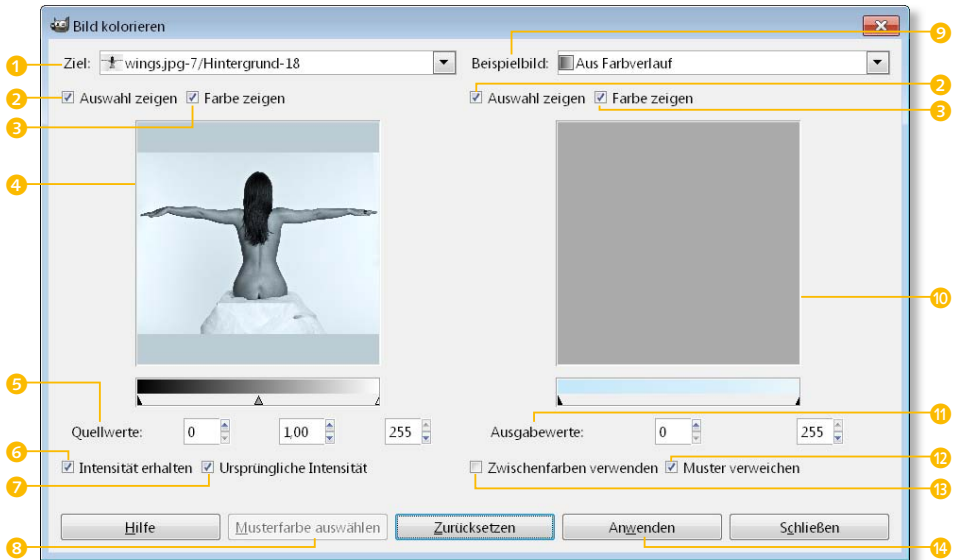 Bild kolorieren
Ziel: wings.jpg-7/Hintergrund-18
Beispielbild: Aus Farbverlauf
Auswahl zeigen Farbe zeigen
Auswahl zeigen Farbe zeigen
Quellwerte: 0 1,00 255
Ausgabewerte: 0 255
Intensität erhalten Ursprüngliche Intensität
Zwischenfarben verwenden Muster verweichen
Hilfe Musterfarbe auswählen Zurücksetzen Anwenden Schließen
1
2
3
4
5
6
7
8
9
2
3
10
11
12
13
14